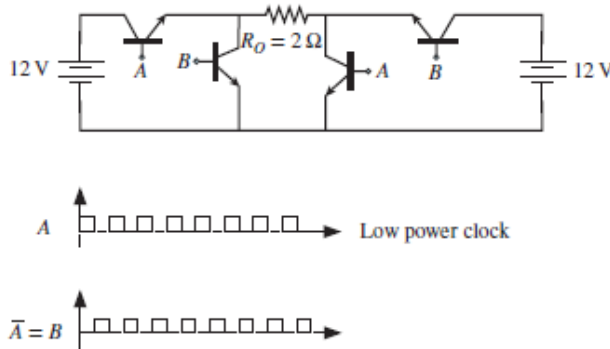 12 V
A
B
R_O = 2 Ω
A
B
12 V
A
Low power clock
A̅ = B